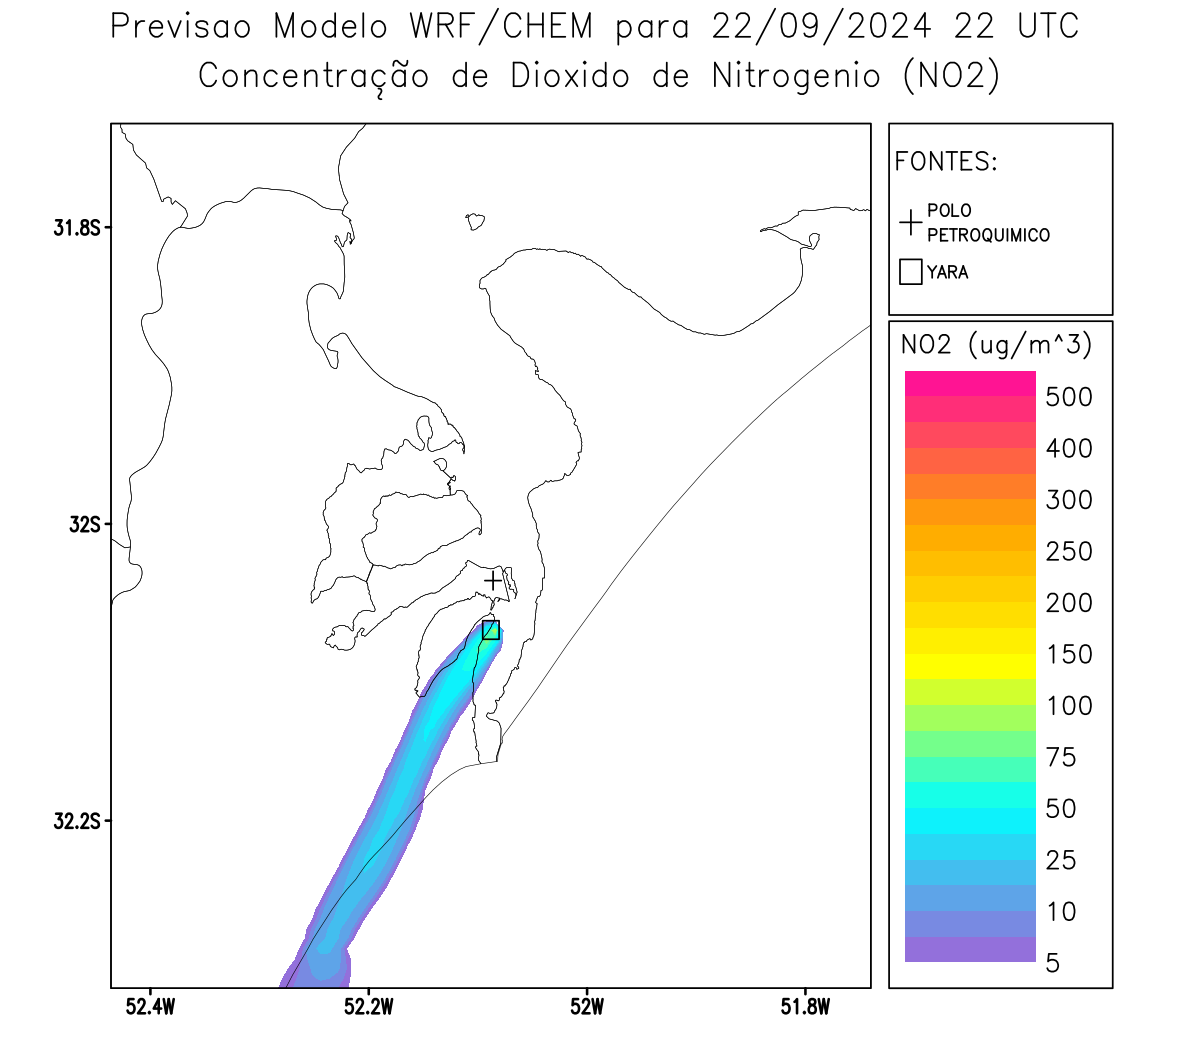 Previsao Modelo WRF/CHEM para 22/09/2024 22 UTC
Concentração de Dioxido de Nitrogenio (NO2)
FONTES:
POLO
PETROQUIMICO
YARA
NO2 (ug/m^3)
500
400
300
250
200
150
100
75
50
25
10
5
31.8S
32S
32.2S
52.4W
52.2W
52W
51.8W